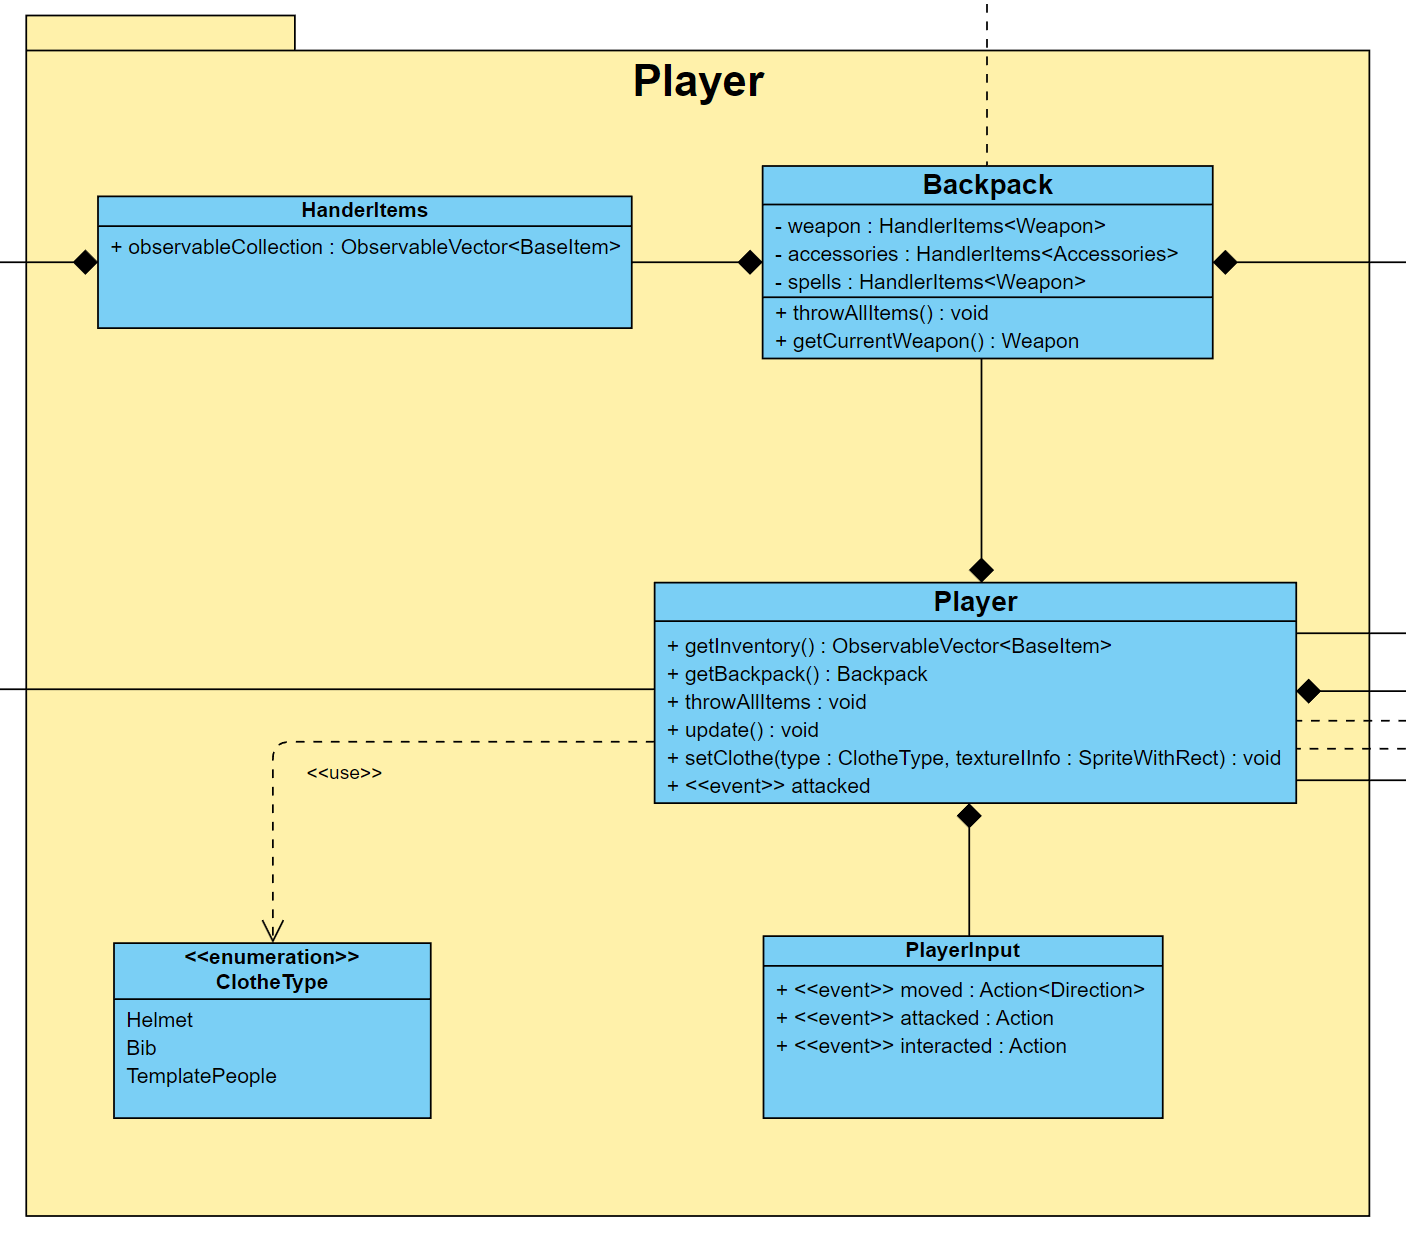 Player
HanderItems
+ observableCollection : ObservableVector<BaseItem>
Backpack
- weapon : HandlerItems<Weapon>
- accessories : HandlerItems<Accessories>
- spells : HandlerItems<Weapon>
+ throwAllItems() : void
+ getCurrentWeapon() : Weapon
Player
+ getInventory() : ObservableVector<BaseItem>
+ getBackpack() : Backpack
+ throwAllItems : void
+ update() : void
+ setClothe(type : ClotheType, textureIInfo : SpriteWithRect) : void
+ <<event>> attacked
<<use>>
<<enumeration>>
ClotheType
Helmet
Bib
TemplatePeople
PlayerInput
+ <<event>> moved : Action<Direction>
+ <<event>> attacked : Action
+ <<event>> interacted : Action